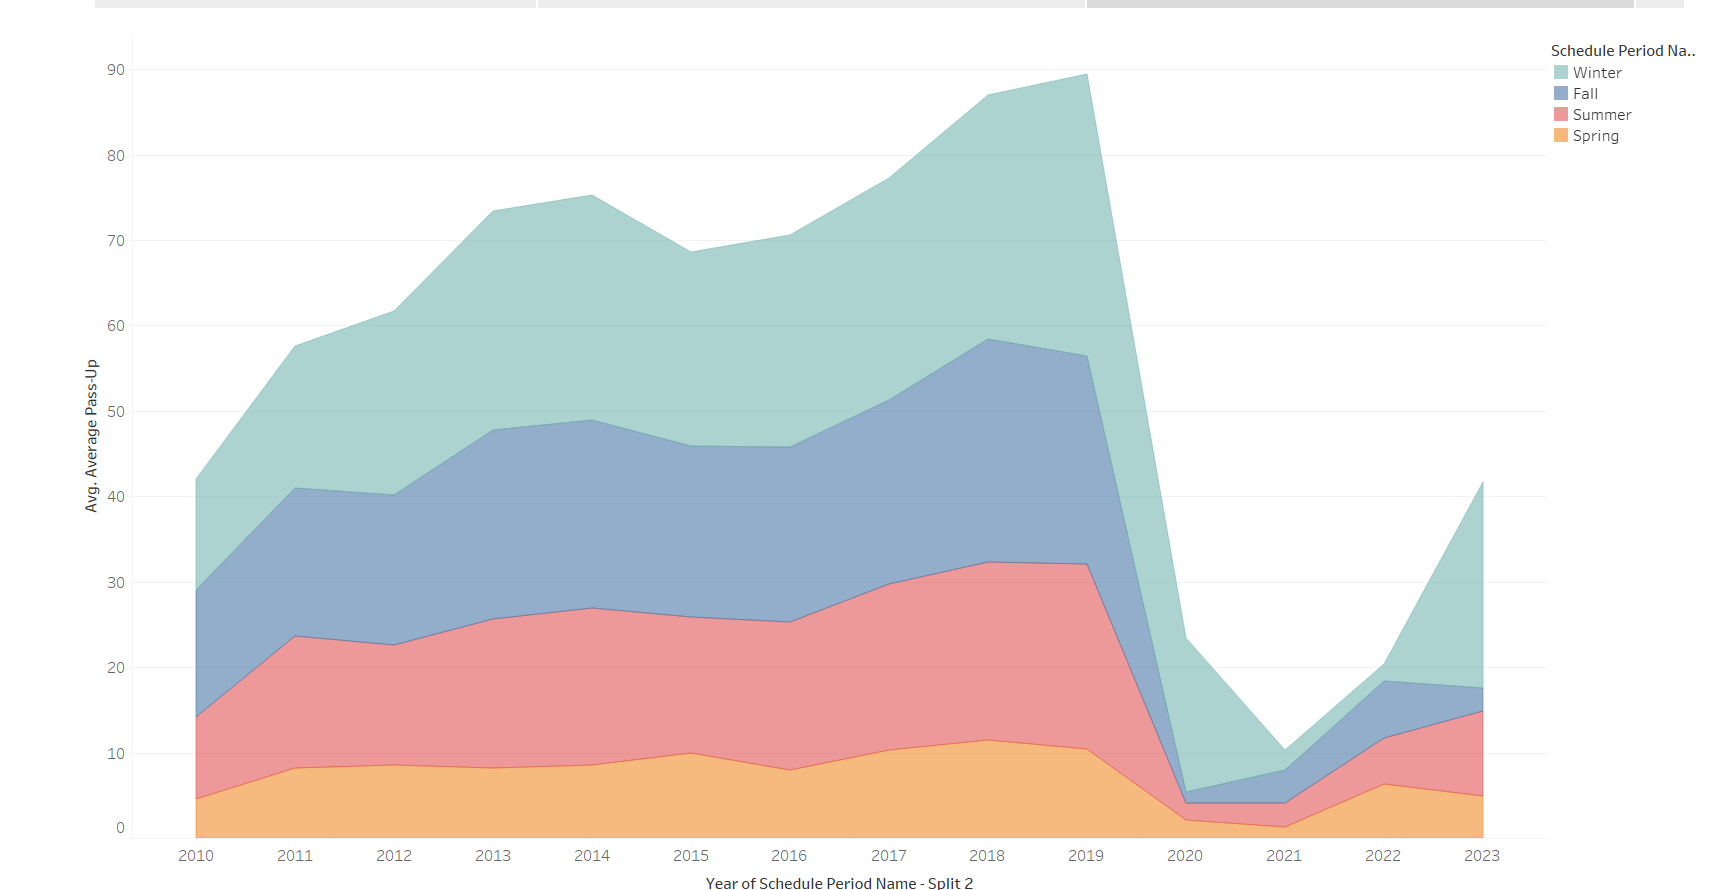 Schedule Period Na..
Winter
Fall
Summer
Spring
90
80
70
60
50
40
30
20
10
0
Avg. Average Pass-Up
2010 2011 2012 2013 2014 2015 2016 2017 2018 2019 2020 2021 2022 2023
Year of Schedule Period Name - Split 2